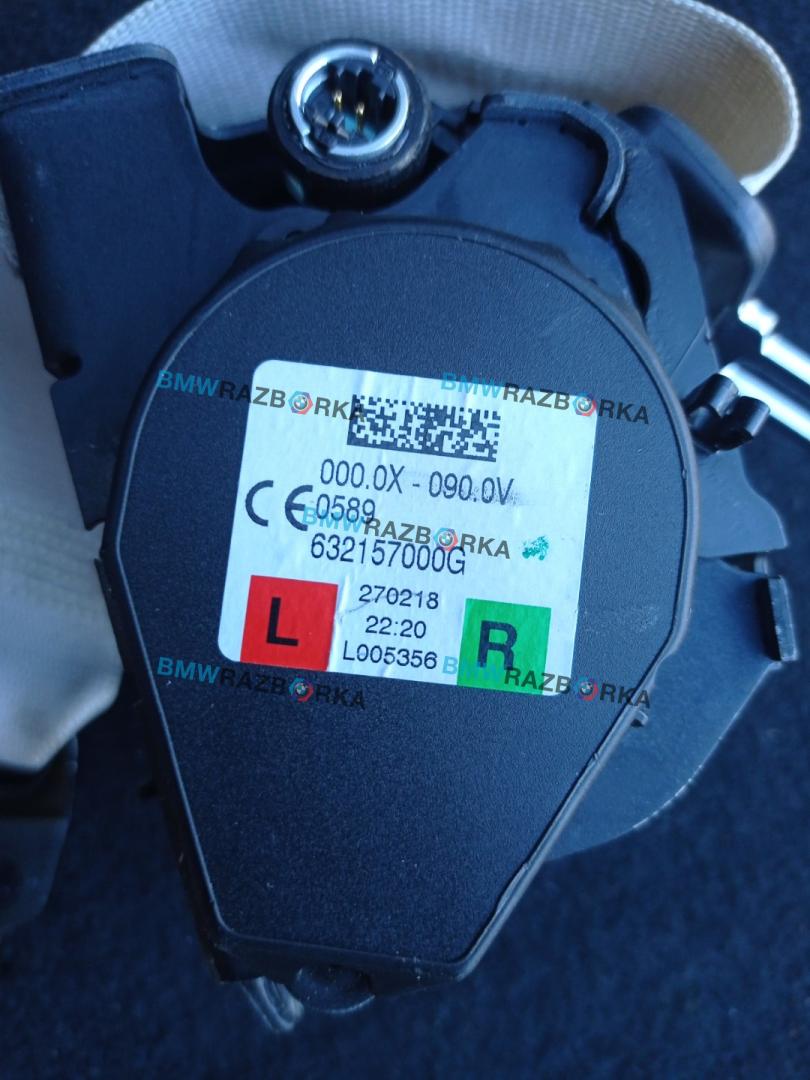 BMWRAZBORKA
BMWRAZBORKA
000.0X - 090.0V
CE 0589
BMWRAZBORKA
632157000G
270218
L
22:20
R
L005356
BMWRAZBORKA
BMWRAZBORKA